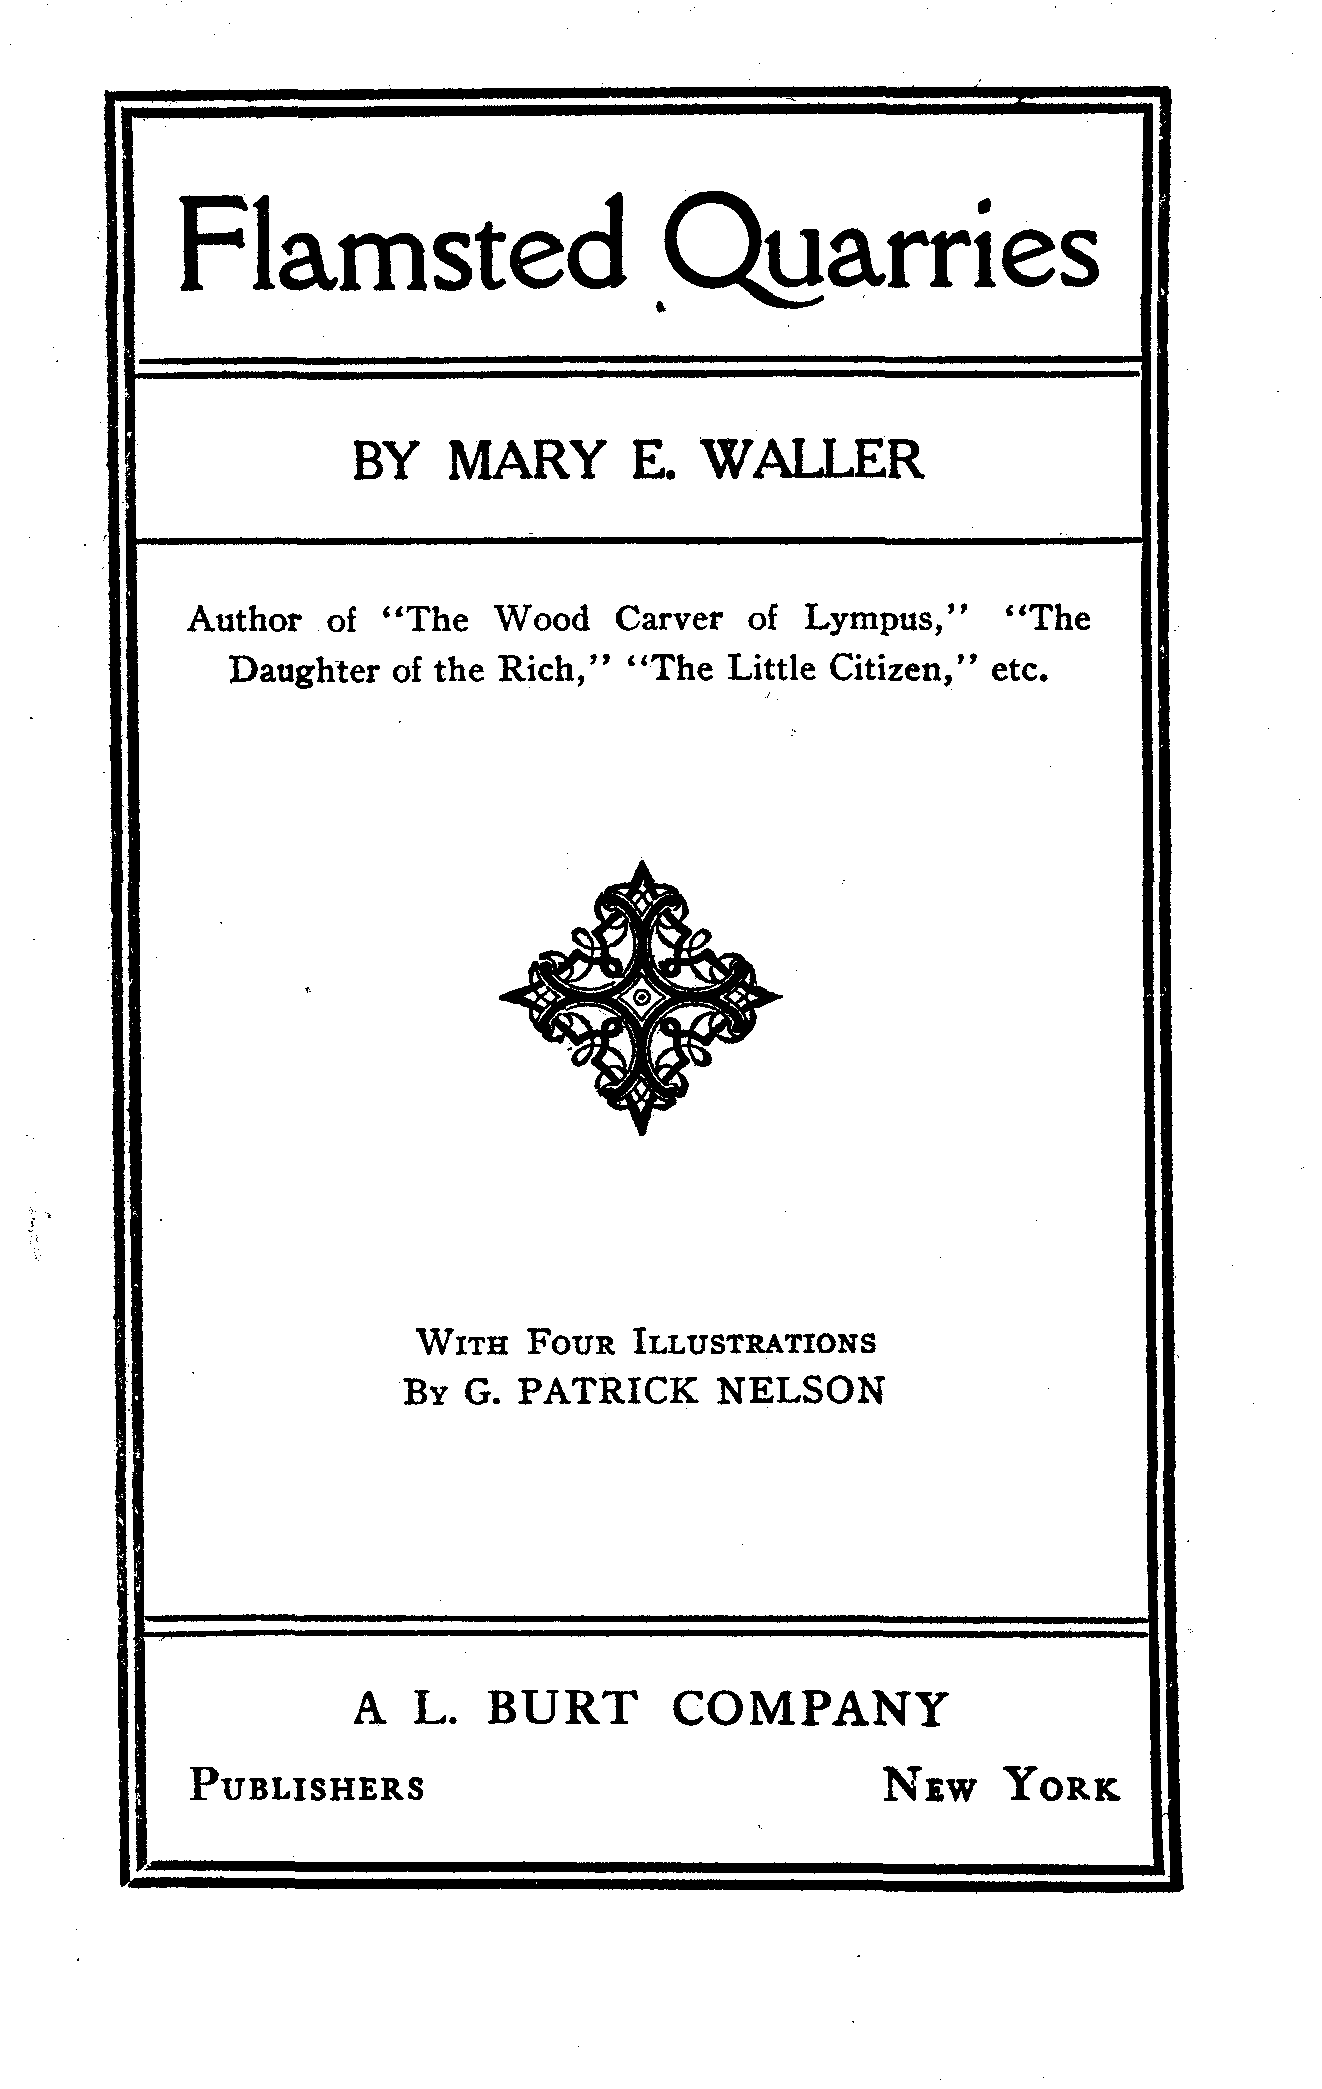 Flamsted Quarries
BY MARY E. WALLER
Author of "The Wood Carver of Lympus," "The
Daughter of the Rich," "The Little Citizen," etc.
WITH FOUR ILLUSTRATIONS
BY G. PATRICK NELSON
A L. BURT COMPANY
PUBLISHERS NEW YORK